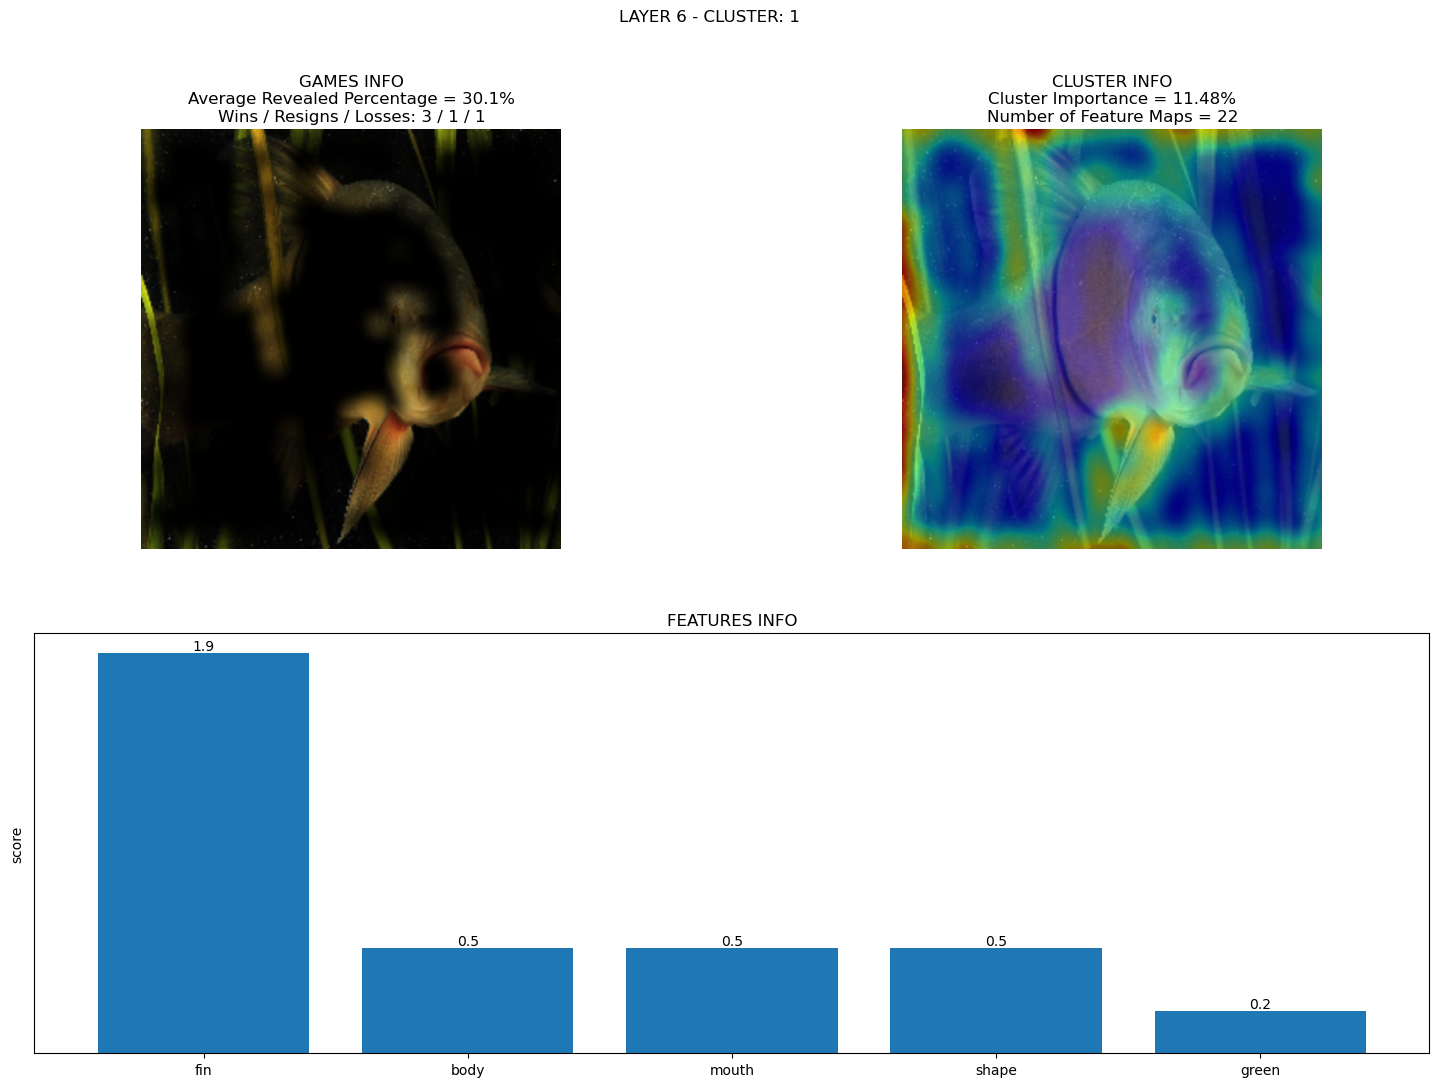 LAYER 6 - CLUSTER: 1
GAMES INFO
Average Revealed Percentage = 30.1%
Wins / Resigns / Losses: 3 / 1 / 1
CLUSTER INFO
Cluster Importance = 11.48%
Number of Feature Maps = 22
FEATURES INFO
score
1.9
0.5
0.5
0.5
0.2
fin
body
mouth
shape
green